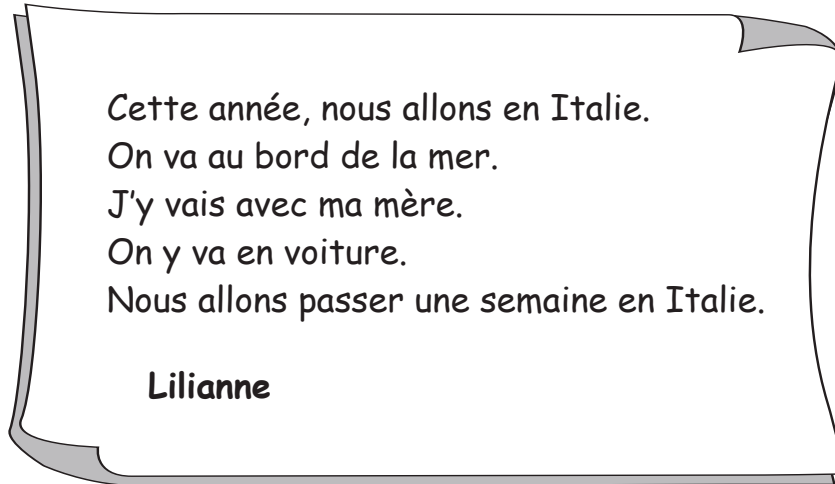 Cette année, nous allons en Italie.
On va au bord de la mer.
J'y vais avec ma mère.
On y va en voiture.
Nous allons passer une semaine en Italie.
Lilianne